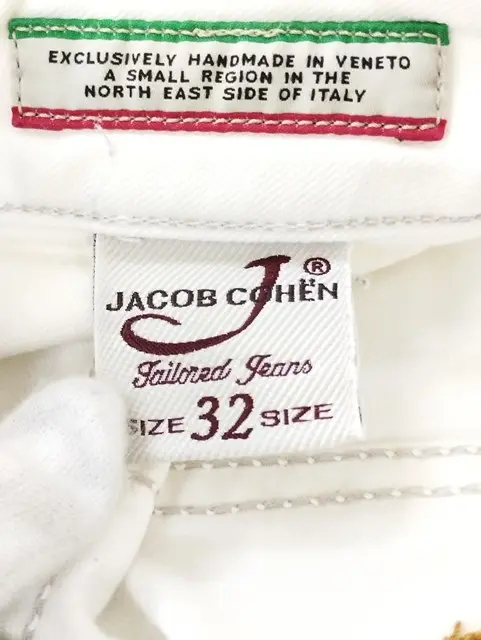 EXCLUSIVELY HANDMADE IN VENETO
A SMALL REGION IN THE
NORTH EAST SIDE OF ITALY
J ®
JACOB COHËN
Tailored Jeans
SIZE 32 SIZE